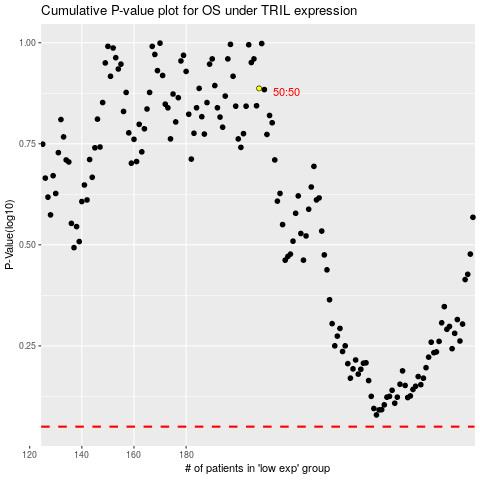 Cumulative P-value plot for OS under TRIL expression
1.00
0.75
0.50
0.25
P-Value(log10)
50:50
120 140 160 180
# of patients in 'low exp' group